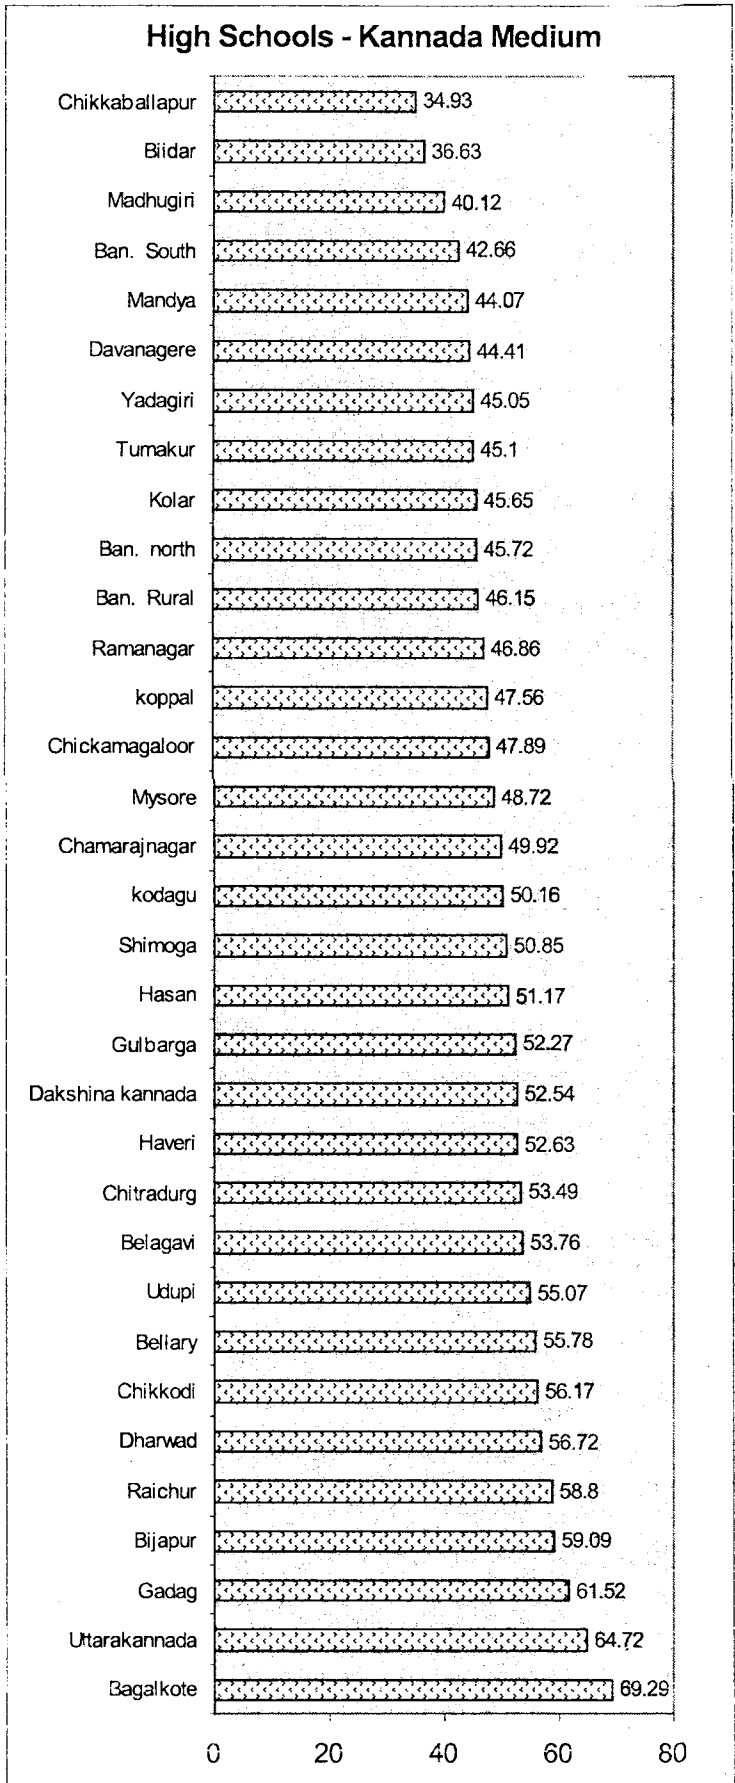 High Schools - Kannada Medium
Chikkaballapur 34.93
Biidar 36.63
Madhugiri 40.12
Ban. South 42.66
Mandya 44.07
Davanagere 44.41
Yadagiri 45.05
Tumakur 45.1
Kolar 45.65
Ban. north 45.72
Ban. Rural 46.15
Ramanagar 46.86
koppal 47.56
Chickamagaloor 47.89
Mysore 48.72
Chamarajnagar 49.92
kodagu 50.16
Shimoga 50.85
Hasan 51.17
Gulbarga 52.27
Dakshina kannada 52.54
Haveri 52.63
Chitradurg 53.49
Belagavi 53.76
Udupi 55.07
Bellary 55.78
Chikkodi 56.17
Dharwad 56.72
Raichur 58.8
Bijapur 59.09
Gadag 61.52
Uttarakannada 64.72
Bagalkote 69.29
0 20 40 60 80